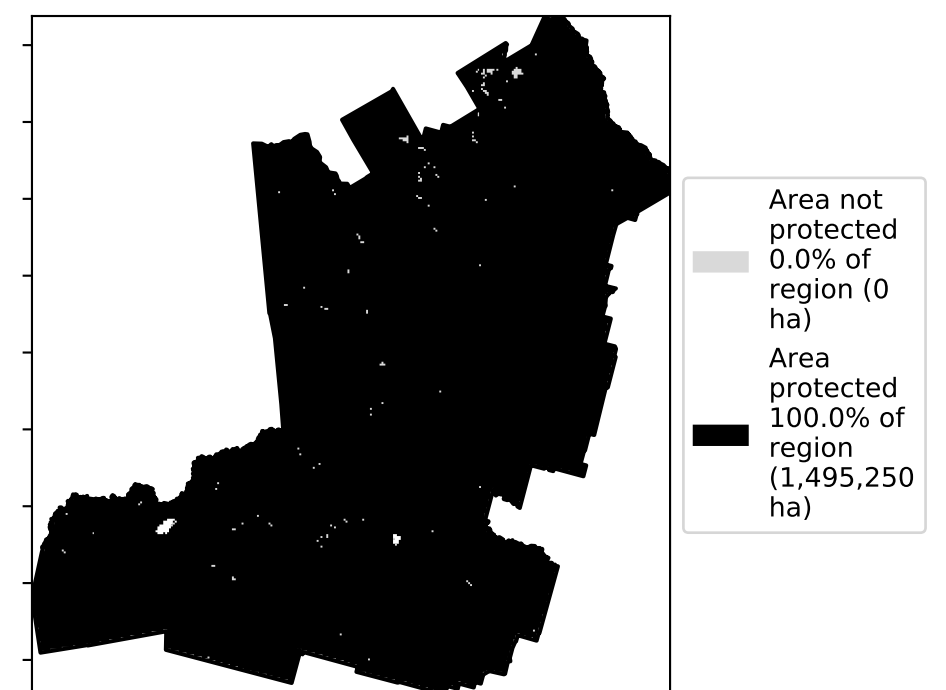 Area not
protected
0.0% of
region (0
ha)
Area
protected
100.0% of
region
(1,495,250
ha)